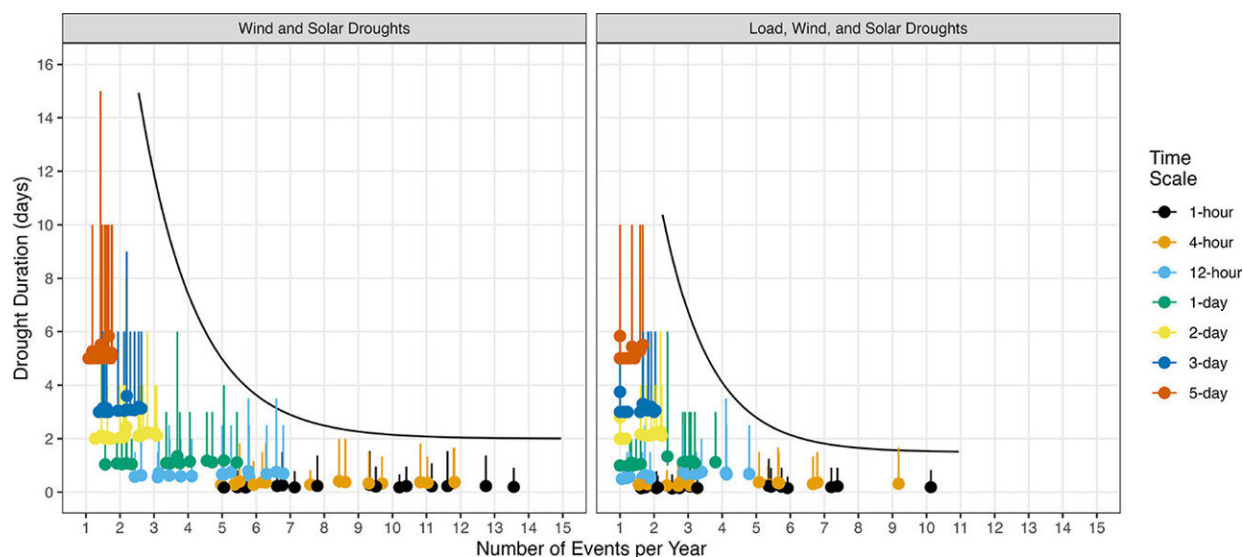 Wind and Solar Droughts
Load, Wind, and Solar Droughts
Drought Duration (days)
16
14
12
10
8
6
4
2
0
1 2 3 4 5 6 7 8 9 10 11 12 13 14 15
1 2 3 4 5 6 7 8 9 10 11 12 13 14 15
Number of Events per Year
Time
Scale
1-hour
4-hour
12-hour
1-day
2-day
3-day
5-day